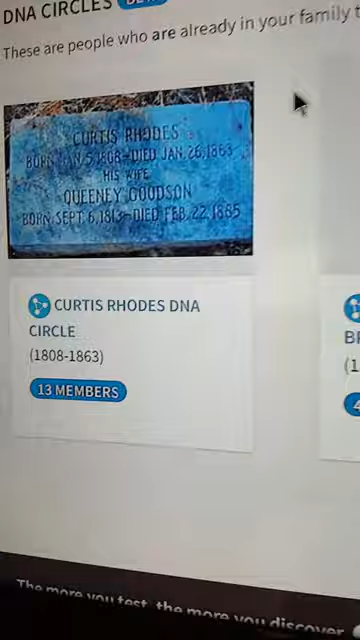 DNA CIRCLES
These are people who are already in your family t
CURTIS RHODES
BORN JAN 5, 1808-DIED JAN. 26, 1863
HIS WIFE
QUEENEY GOODSON
BORN SEPT. 6, 1813-DIED FEB. 22, 1885
CURTIS RHODES DNA
CIRCLE
(1808-1863)
13 MEMBERS
The more you test, the more you discover